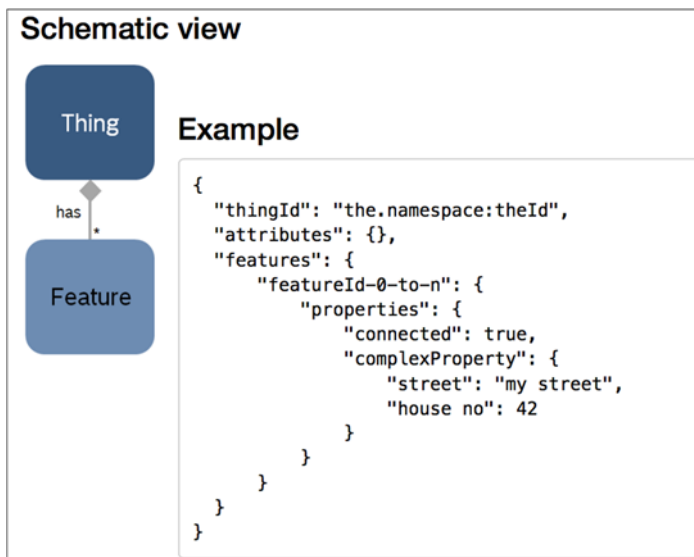 Schematic view
Thing
has
*
Feature
Example
{
  "thingId": "the.namespace:theId",
  "attributes": {},
  "features": {
      "featureId-0-to-n": {
          "properties": {
              "connected": true,
              "complexProperty": {
                  "street": "my street",
                  "house no": 42
              }
          }
      }
  }
}